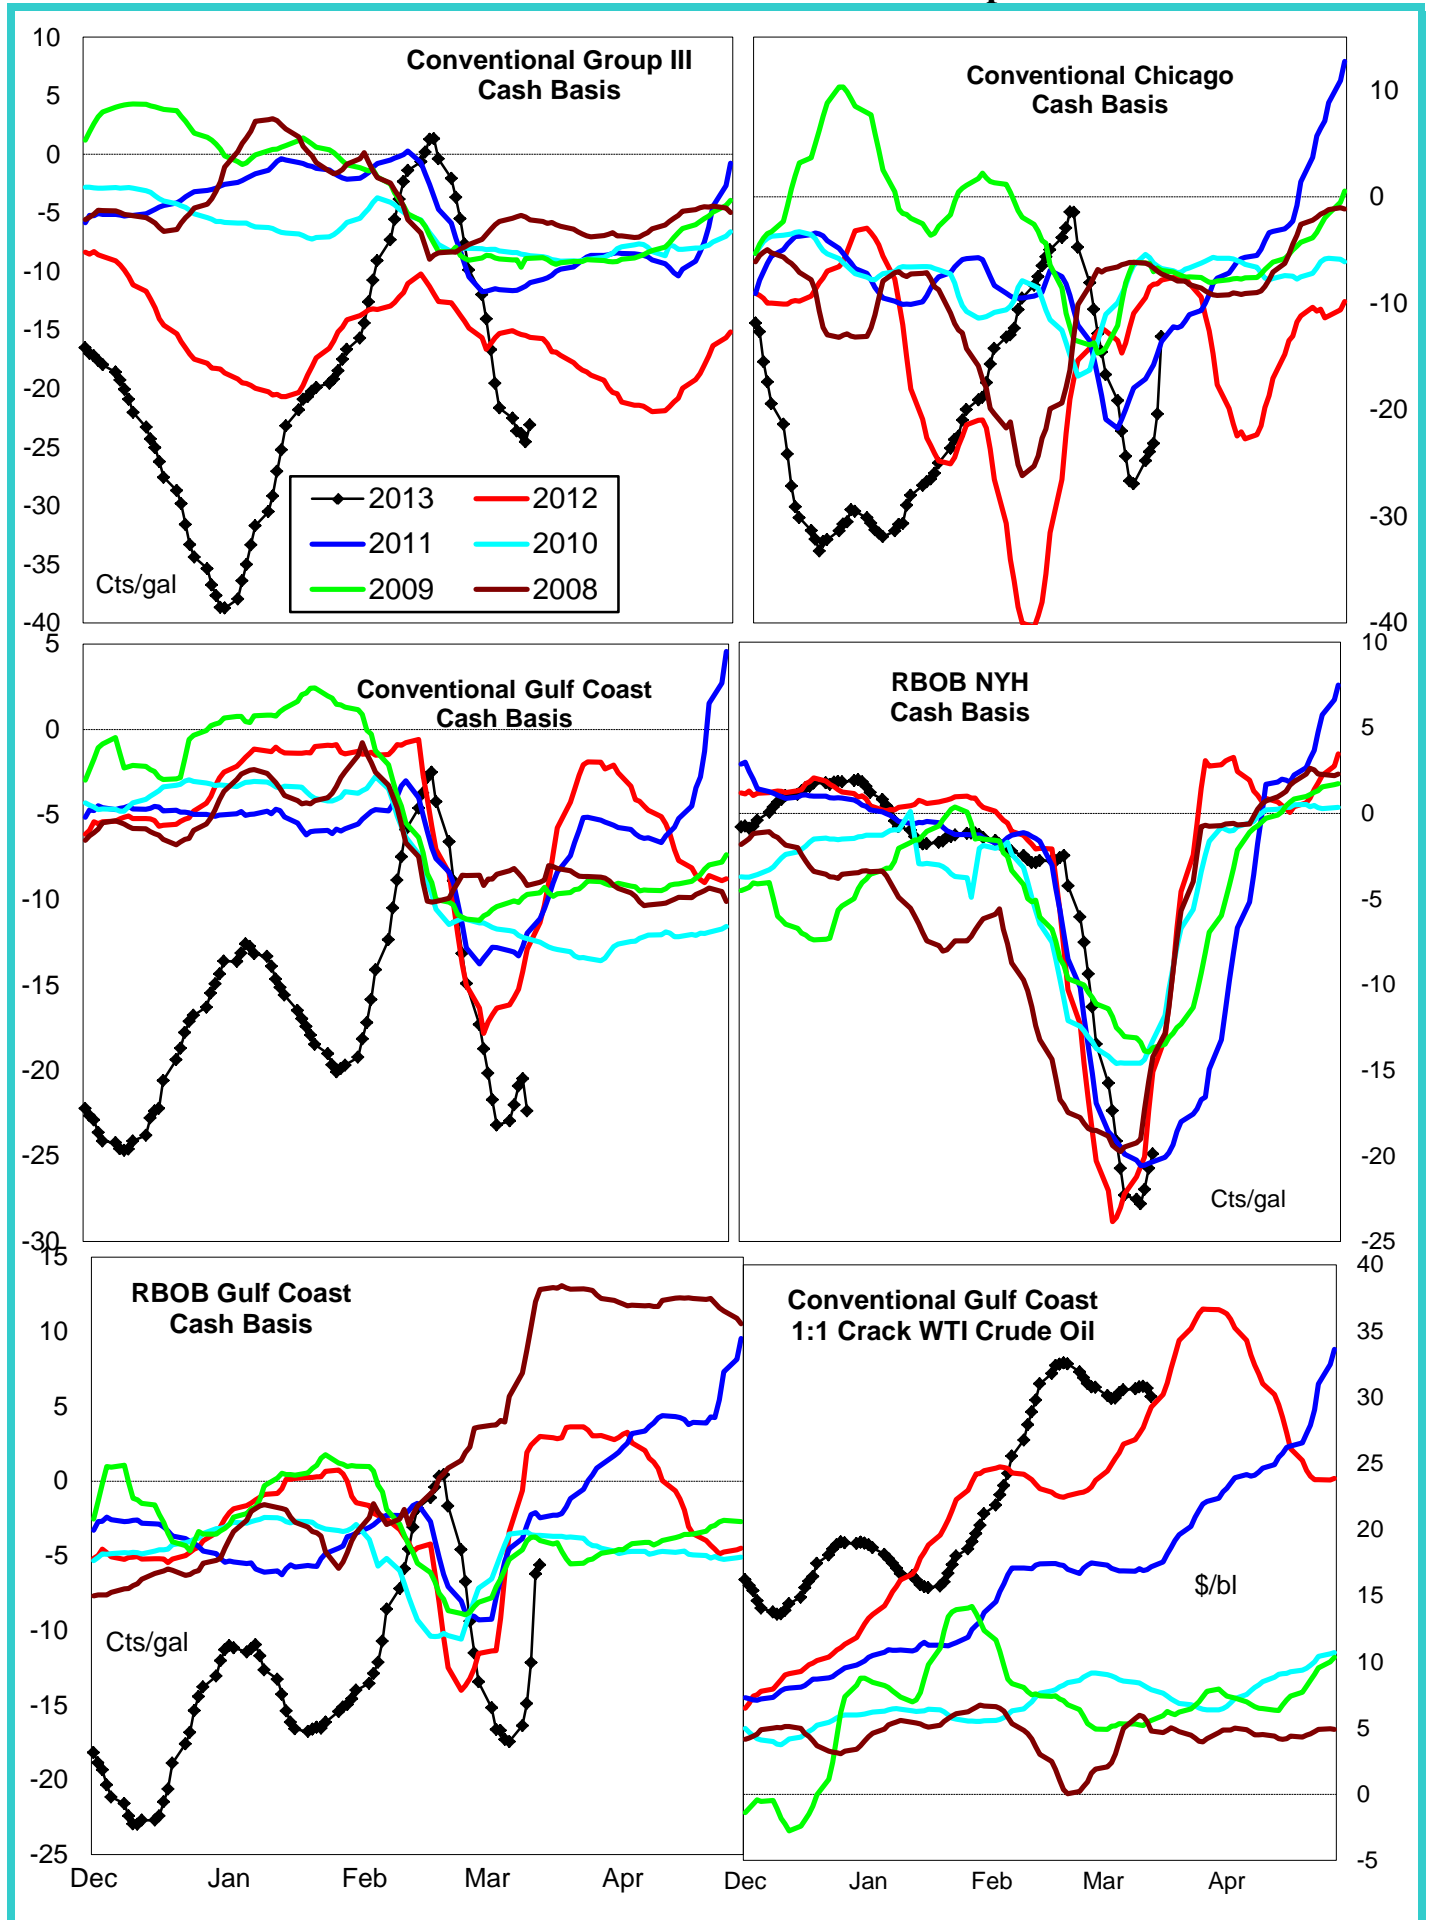 Conventional Group III
Cash Basis
10
5
0
-5
-10
-15
-20
-25
-30
-35
-40
Cts/gal
2013
2012
2011
2010
2009
2008
Conventional Chicago
Cash Basis
10
0
-10
-20
-30
-40
Conventional Gulf Coast
Cash Basis
5
0
-5
-10
-15
-20
-25
-30
RBOB NYH
Cash Basis
10
5
0
-5
-10
-15
-20
-25
Cts/gal
RBOB Gulf Coast
Cash Basis
15
10
5
0
-5
-10
-15
-20
-25
Cts/gal
Dec
Jan
Feb
Mar
Apr
Conventional Gulf Coast
1:1 Crack WTI Crude Oil
40
35
30
25
20
15
10
5
0
-5
$/bl
Dec
Jan
Feb
Mar
Apr